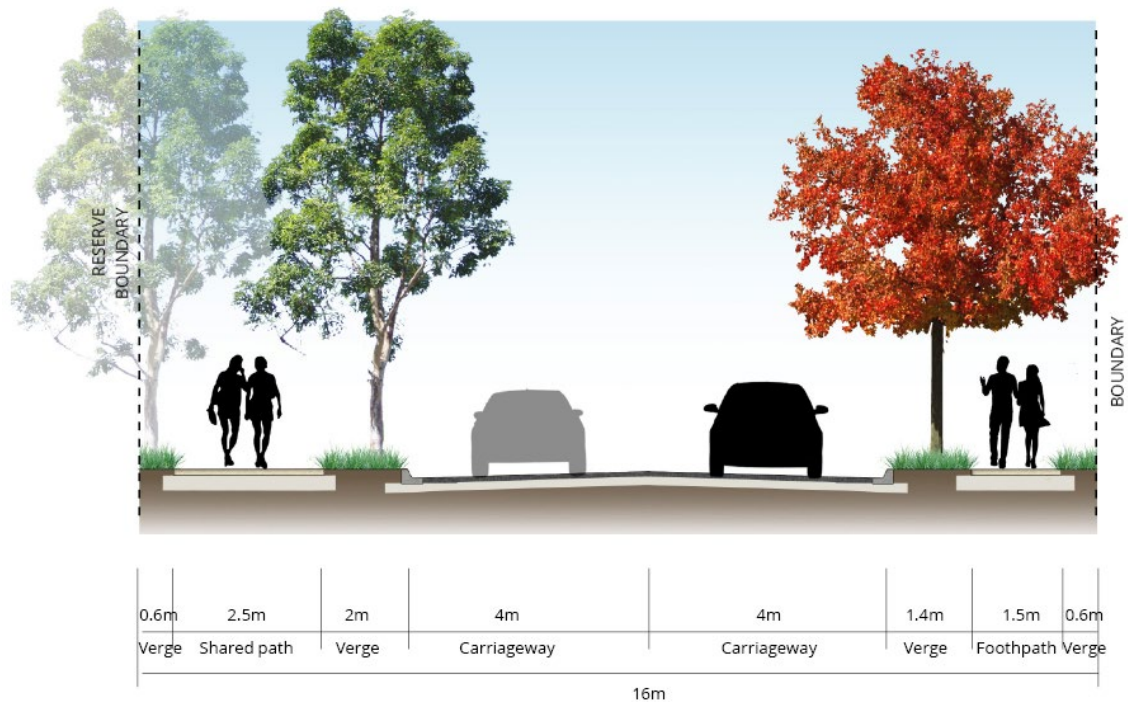 RESERVE
BOUNDARY
BOUNDARY
0.6m 2.5m 2m 4m 4m 1.4m 1.5m 0.6m
Verge Shared path Verge Carriageway Carriageway Verge Foothpath Verge
16m